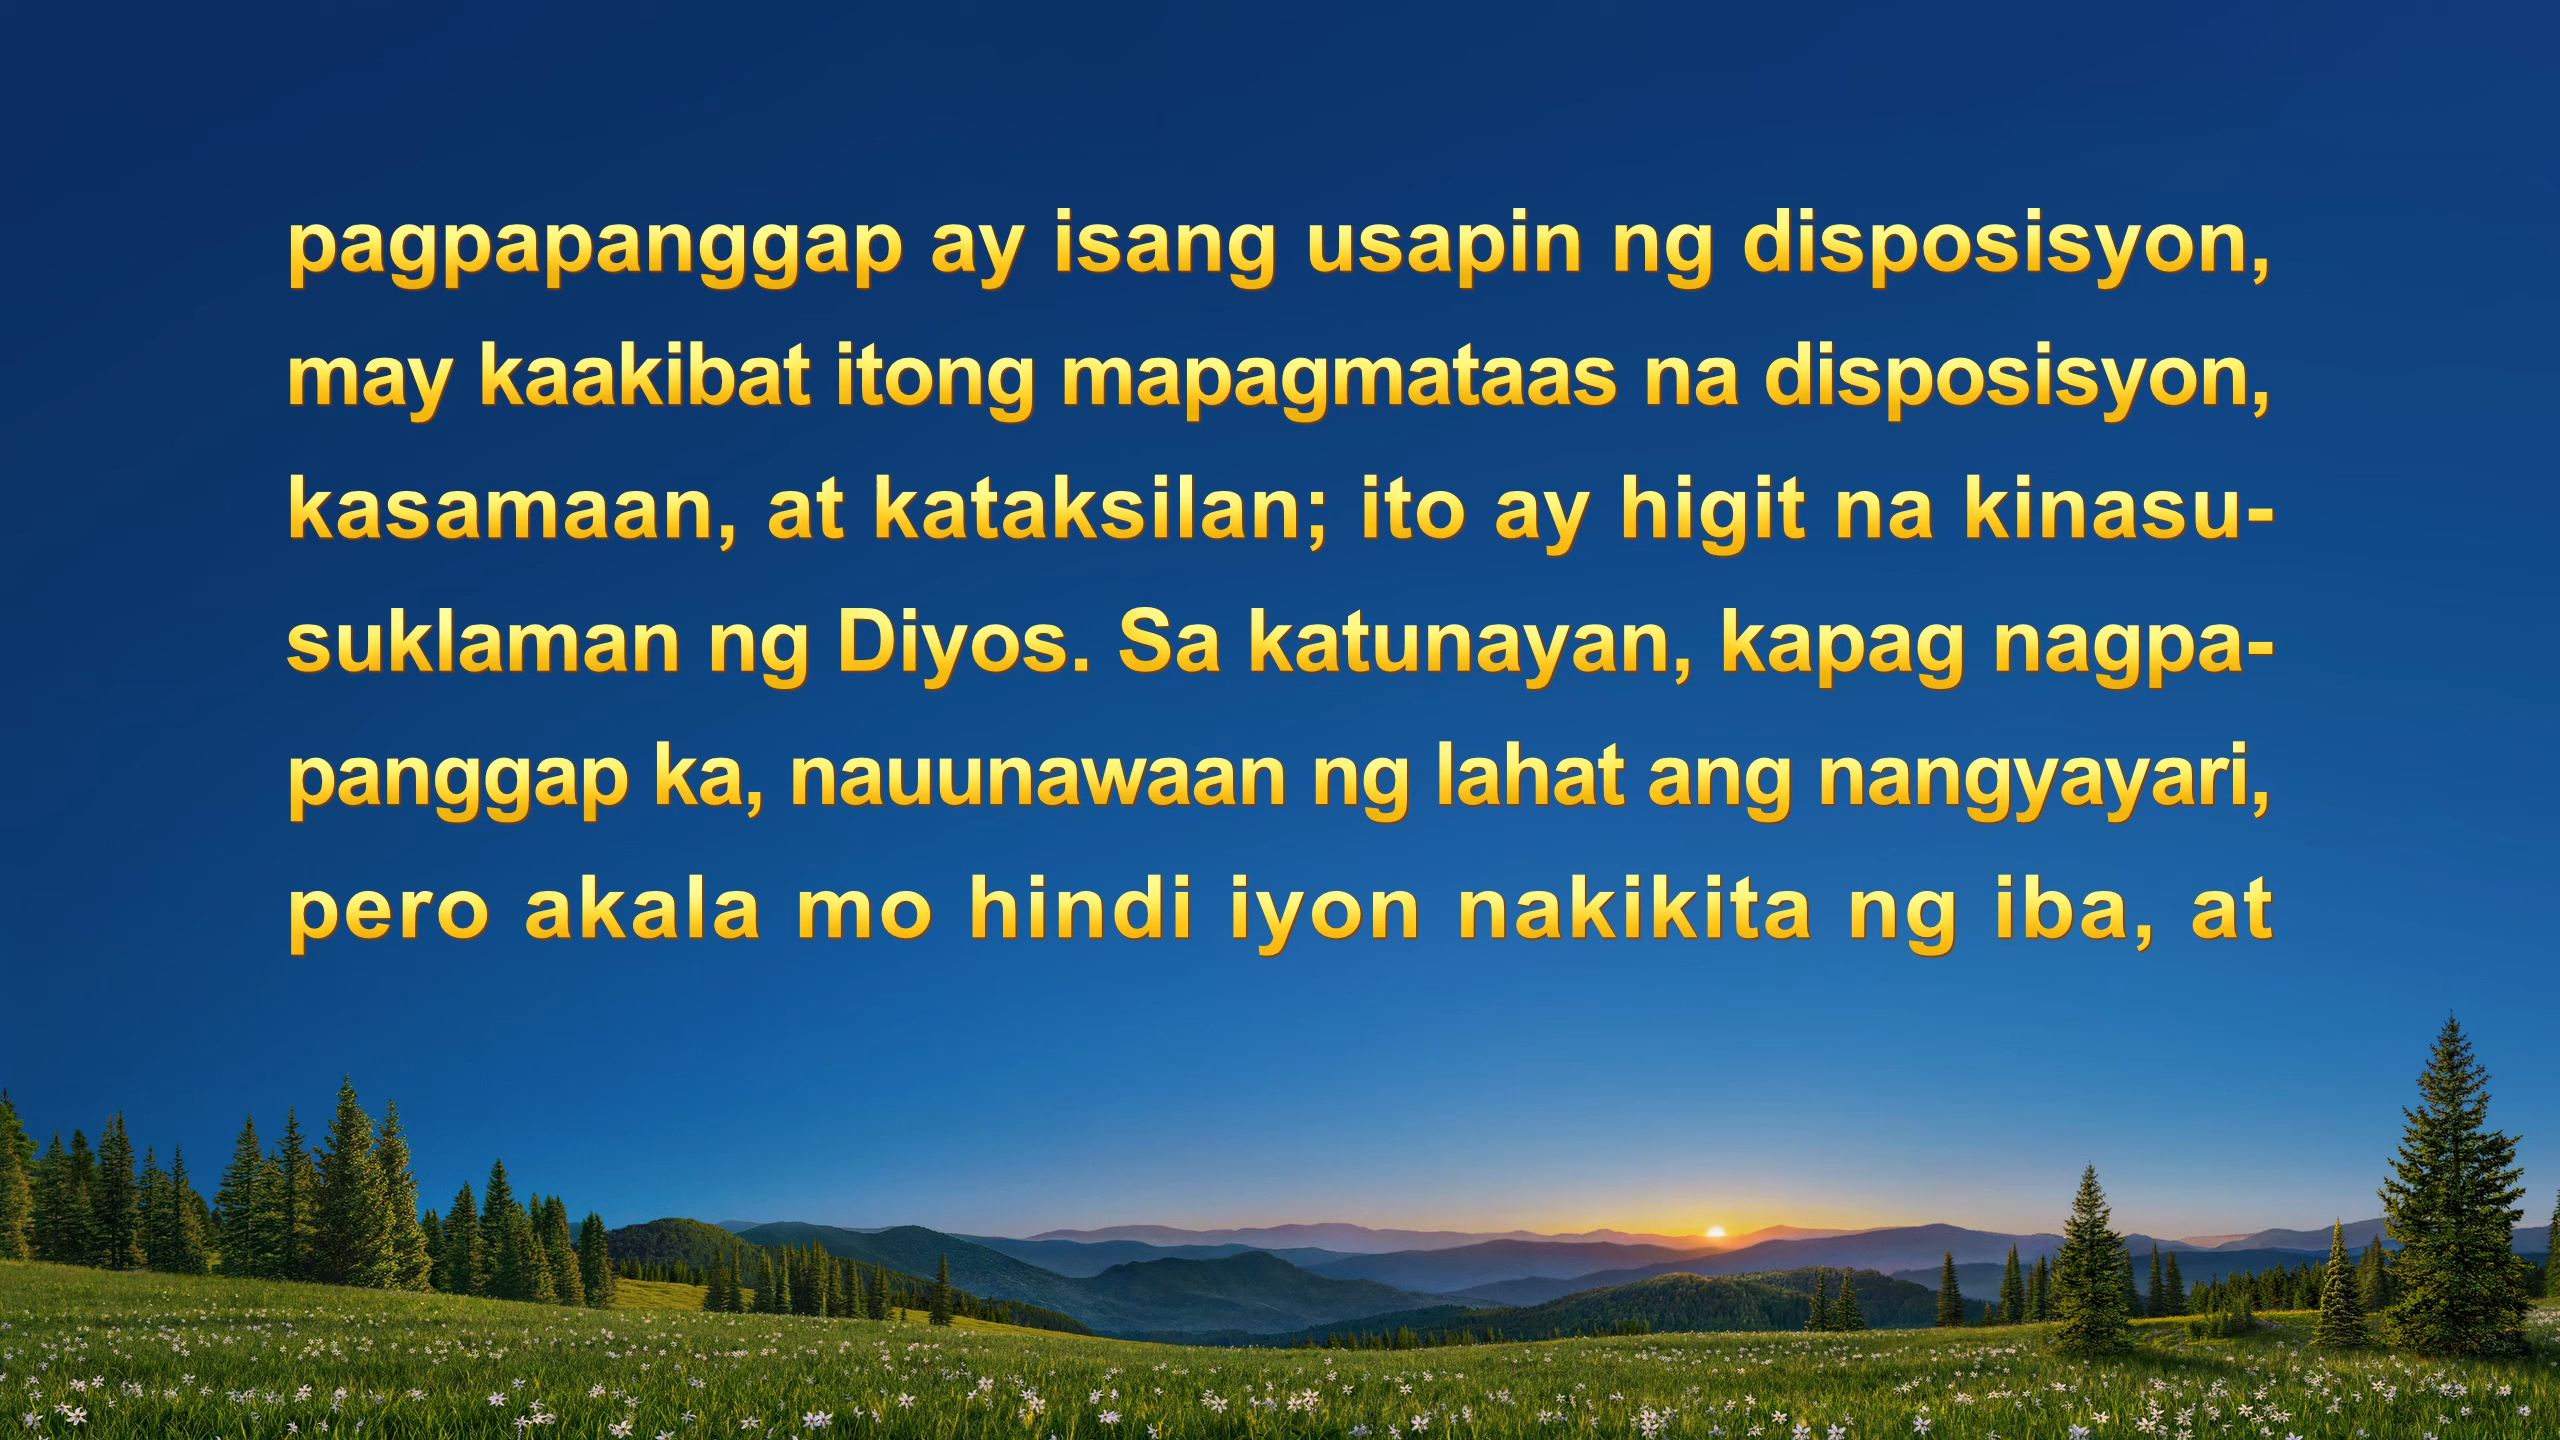 pagpapanggap ay isang usapin ng disposisyon,
may kaakibat itong mapagmataas na disposisyon,
kasamaan, at kataksilan; ito ay higit na kinasu-
suklaman ng Diyos. Sa katunayan, kapag nagpa-
panggap ka, nauunawaan ng lahat ang nangyayari,
pero akala mo hindi iyon nakikita ng iba, at